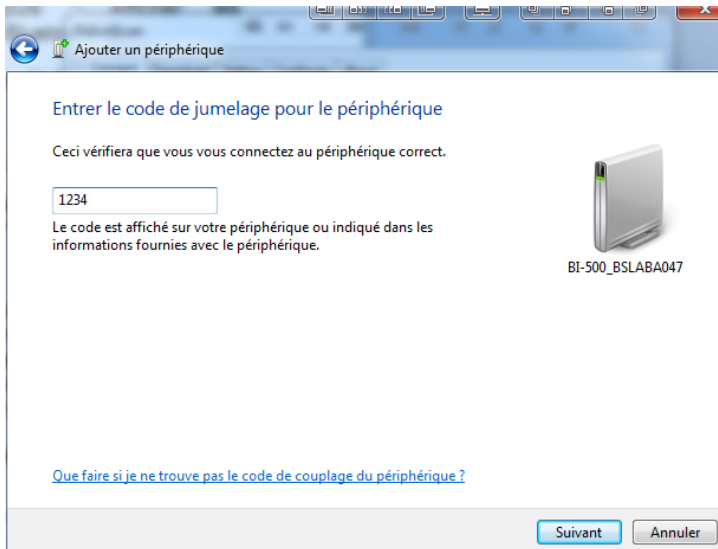 Ajouter un périphérique
Entrer le code de jumelage pour le périphérique
Ceci vérifiera que vous vous connectez au périphérique correct.
1234
Le code est affiché sur votre périphérique ou indiqué dans les
informations fournies avec le périphérique.
BI-500_BSLABA047
Que faire si je ne trouve pas le code de couplage du périphérique ?
Suivant
Annuler